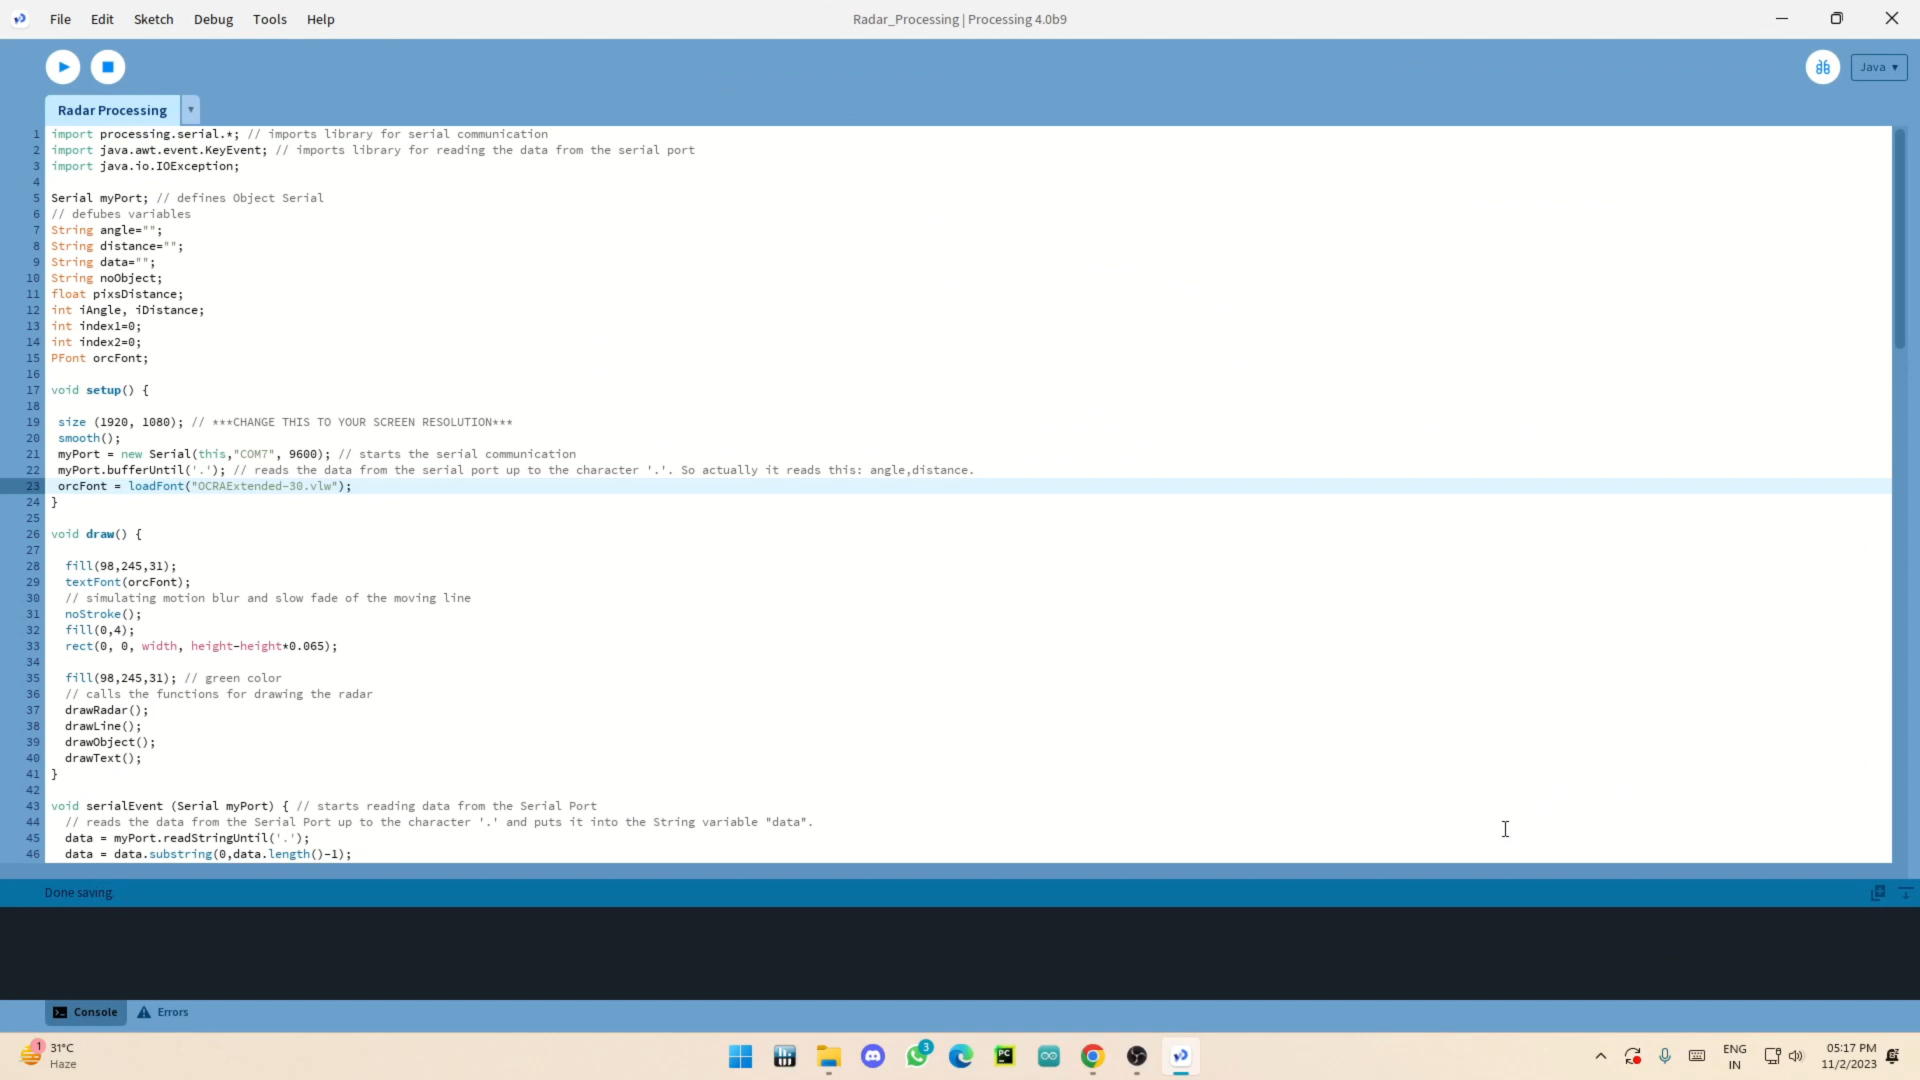 File Edit Sketch Debug Tools Help
Radar_Processing | Processing 4.0b9
Java ▾
Radar Processing ▾
1 import processing.serial.*; // imports library for serial communication
2 import java.awt.event.KeyEvent; // imports library for reading the data from the serial port
3 import java.io.IOException;
4
5 Serial myPort; // defines Object Serial
6 // defubes variables
7 String angle="";
8 String distance="";
9 String data="";
10 String noObject;
11 float pixsDistance;
12 int iAngle, iDistance;
13 int index1=0;
14 int index2=0;
15 PFont orcFont;
16
17 void setup() {
18
19 size (1920, 1080); // ***CHANGE THIS TO YOUR SCREEN RESOLUTION***
20 smooth();
21 myPort = new Serial(this,"COM7", 9600); // starts the serial communication
22 myPort.bufferUntil('.'); // reads the data from the serial port up to the character '.'. So actually it reads this: angle,distance.
23 orcFont = loadFont("OCRAExtended-30.vlw");
24 }
25
26 void draw() {
27
28 fill(98,245,31);
29 textFont(orcFont);
30 // simulating motion blur and slow fade of the moving line
31 noStroke();
32 fill(0,4);
33 rect(0, 0, width, height-height*0.065);
34
35 fill(98,245,31); // green color
36 // calls the functions for drawing the radar
37 drawRadar();
38 drawLine();
39 drawObject();
40 drawText();
41 }
42
43 void serialEvent (Serial myPort) { // starts reading data from the Serial Port
44 // reads the data from the Serial Port up to the character '.' and puts it into the String variable "data".
45 data = myPort.readStringUntil('.');
46 data = data.substring(0,data.length()-1);
Done saving.
Console Errors
1
31°C
Haze
3
PC
ENG
IN
05:17 PM
11/2/2023